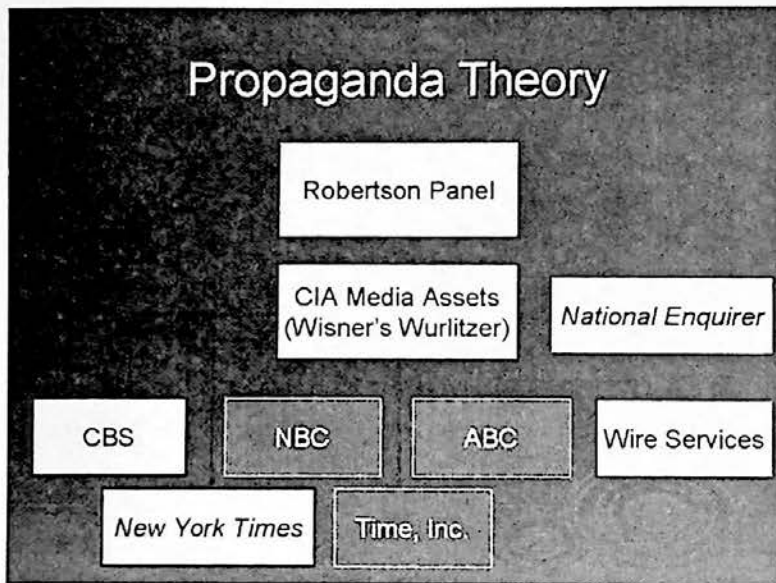 Propaganda Theory
Robertson Panel
CIA Media Assets
(Wisner's Wurlitzer)
National Enquirer
CBS
NBC
ABC
Wire Services
New York Times
Time, Inc.